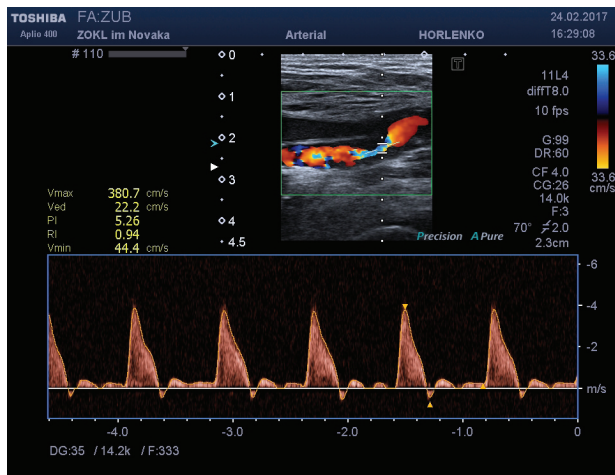 TOSHIBA FA:ZUB 24.02.2017
Aplio 400 ZOKL im Novaka Arterial HORLENKO 16:29:08
#110
0
1
2
3
4
4.5
T
33.6
11L4
diffT8.0
10 fps
G:99
DR:60
33.6
cm/s
CF 4.0
CG:26
14.0k
F:3
70° 2.0
2.3cm
Precision A Pure
Vmax 380.7 cm/s
Ved 22.2 cm/s
PI 5.26
RI 0.94
Vmin 44.4 cm/s
-6
-4
-2
m/s
-4.0 -3.0 -2.0 -1.0 0
DG:35 / 14.2k / F:333